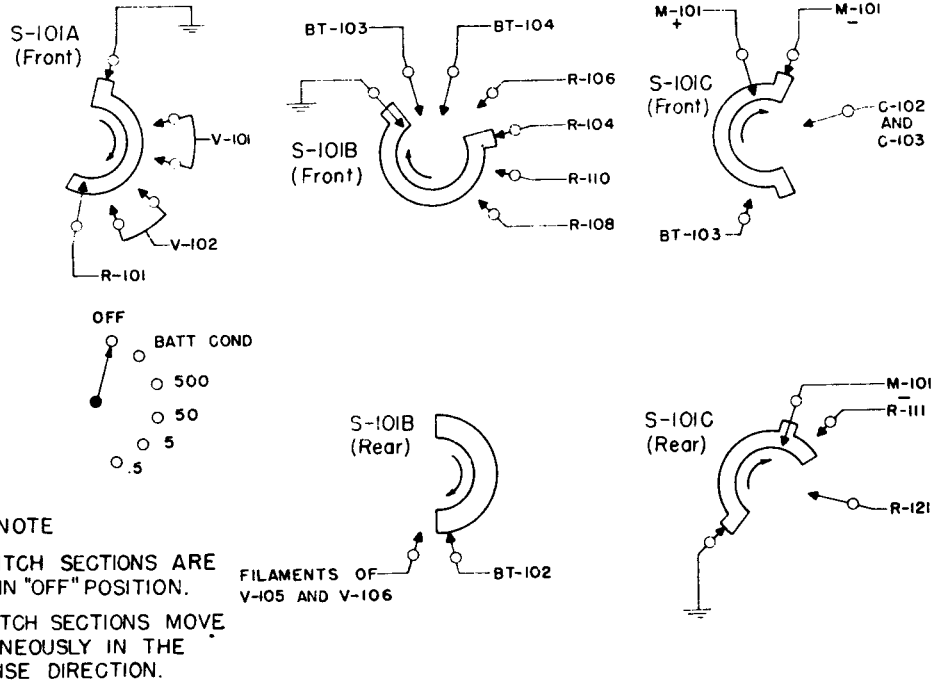 S-101A
(Front)
V-101
V-102
R-101
BT-103
BT-104
R-106
S-101B
(Front)
R-104
R-110
R-108
M-101
+
M-101
-
S-101C
(Front)
C-102
AND
C-103
BT-103
OFF
BATT COND
500
50
5
.5
S-101B
(Rear)
FILAMENTS OF
V-105 AND V-106
BT-102
S-101C
(Rear)
M-101
-
R-111
R-121
NOTE
TCH SECTIONS ARE
IN "OFF" POSITION.
TCH SECTIONS MOVE
NEOUSLY IN THE
ISE DIRECTION.